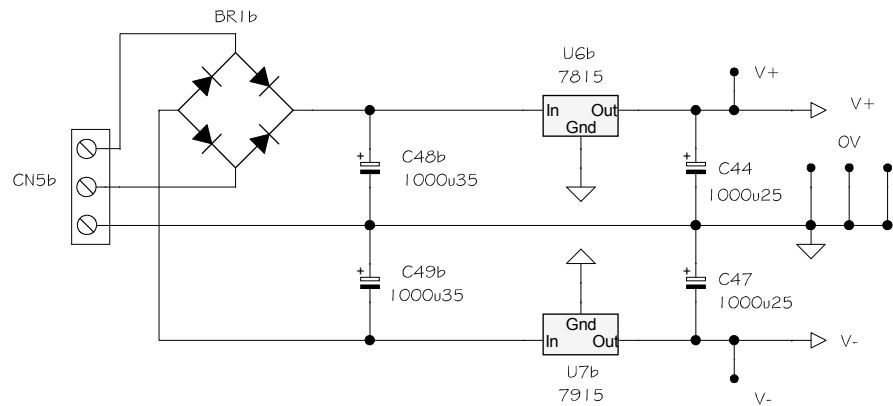 BR1b
U6b
7815
V+
In
Out
Gnd
V+
0V
CN5b
C48b
1000u35
C44
1000u25
C49b
1000u35
C47
1000u25
Gnd
In
Out
V-
U7b
7915
V-